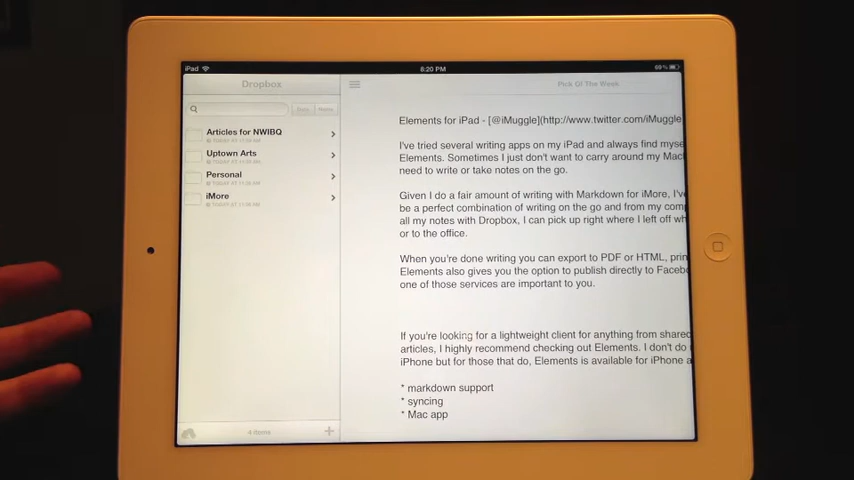 iPad
6:20 PM
69%
Dropbox
Pick Of The Week
Articles for NWIBQ
Uptown Arts
Personal
iMore
4 items
Elements for iPad - [@iMuggle](http://www.twitter.com/iMuggle
I've tried several writing apps on my iPad and always find myse
Elements. Sometimes I just don't want to carry around my Mac
need to write or take notes on the go.
Given I do a fair amount of writing with Markdown for iMore, I'v
be a perfect combination of writing on the go and from my com
all my notes with Dropbox, I can pick up right where I left off wh
or to the office.
When you're done writing you can export to PDF or HTML, prin
Elements also gives you the option to publish directly to Facebo
one of those services are important to you.
If you're looking for a lightweight client for anything from shared
articles, I highly recommend checking out Elements. I don't do
iPhone but for those that do, Elements is available for iPhone a
* markdown support
* syncing
* Mac app